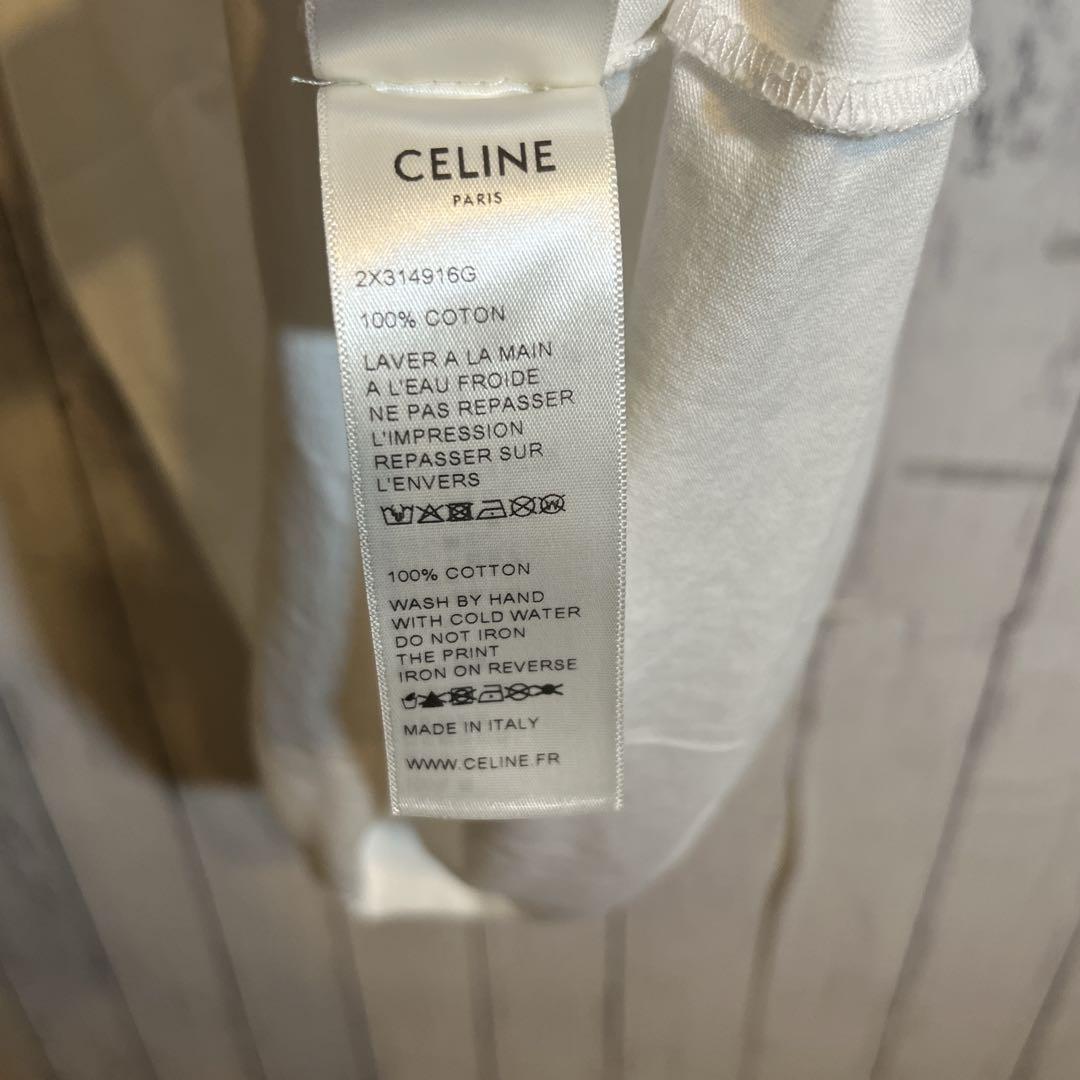 CELINE
PARIS
2X314916G
100% COTON
LAVER A LA MAIN
A L'EAU FROIDE
NE PAS REPASSER
L'IMPRESSION
REPASSER SUR
L'ENVERS
100% COTTON
WASH BY HAND
WITH COLD WATER
DO NOT IRON
THE PRINT
IRON ON REVERSE
MADE IN ITALY
WWW.CELINE.FR